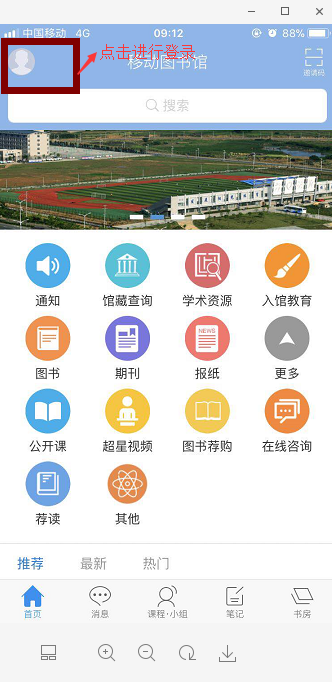 中国移动 4G 09:12 88%
点击进行登录
移动图书馆
邀请码
搜索
通知 馆藏查询 学术资源 入馆教育
NEWS
图书 期刊 报纸 更多
公开课 超星视频 图书荐购 在线咨询
荐读 其他
推荐 最新 热门
首页 消息 课程·小组 笔记 书房